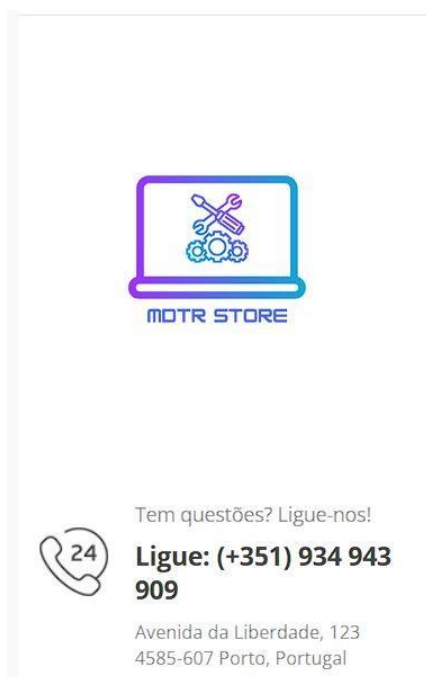 MDTR STORE
Tem questões? Ligue-nos!
24
Ligue: (+351) 934 943
909
Avenida da Liberdade, 123
4585-607 Porto, Portugal